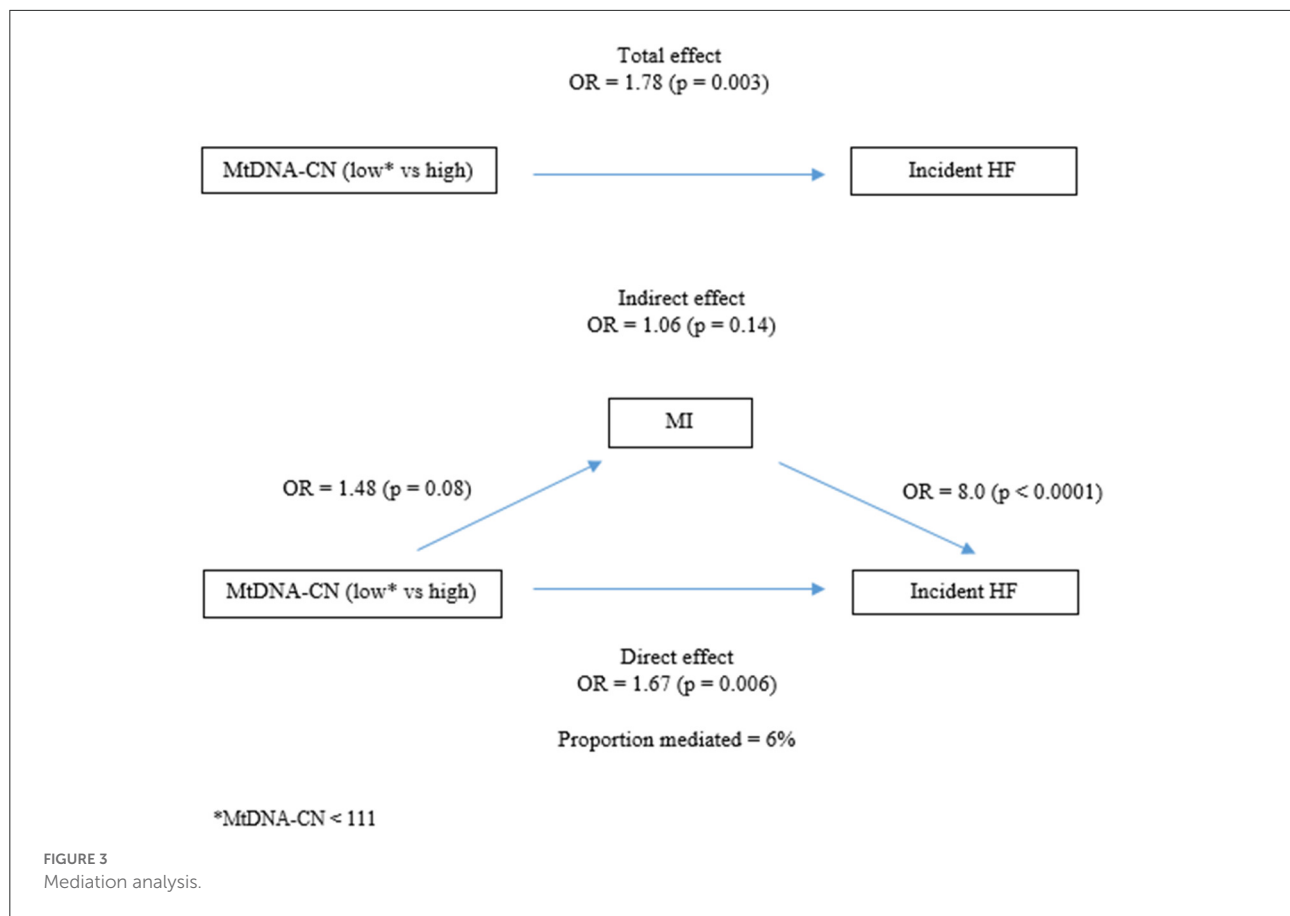 Total effect
OR = 1.78 (p = 0.003)
MtDNA-CN (low* vs high)
Incident HF
Indirect effect
OR = 1.06 (p = 0.14)
MI
OR = 1.48 (p = 0.08)
OR = 8.0 (p < 0.0001)
MtDNA-CN (low* vs high)
Incident HF
Direct effect
OR = 1.67 (p = 0.006)
Proportion mediated = 6%
*MtDNA-CN < 111
FIGURE 3
Mediation analysis.